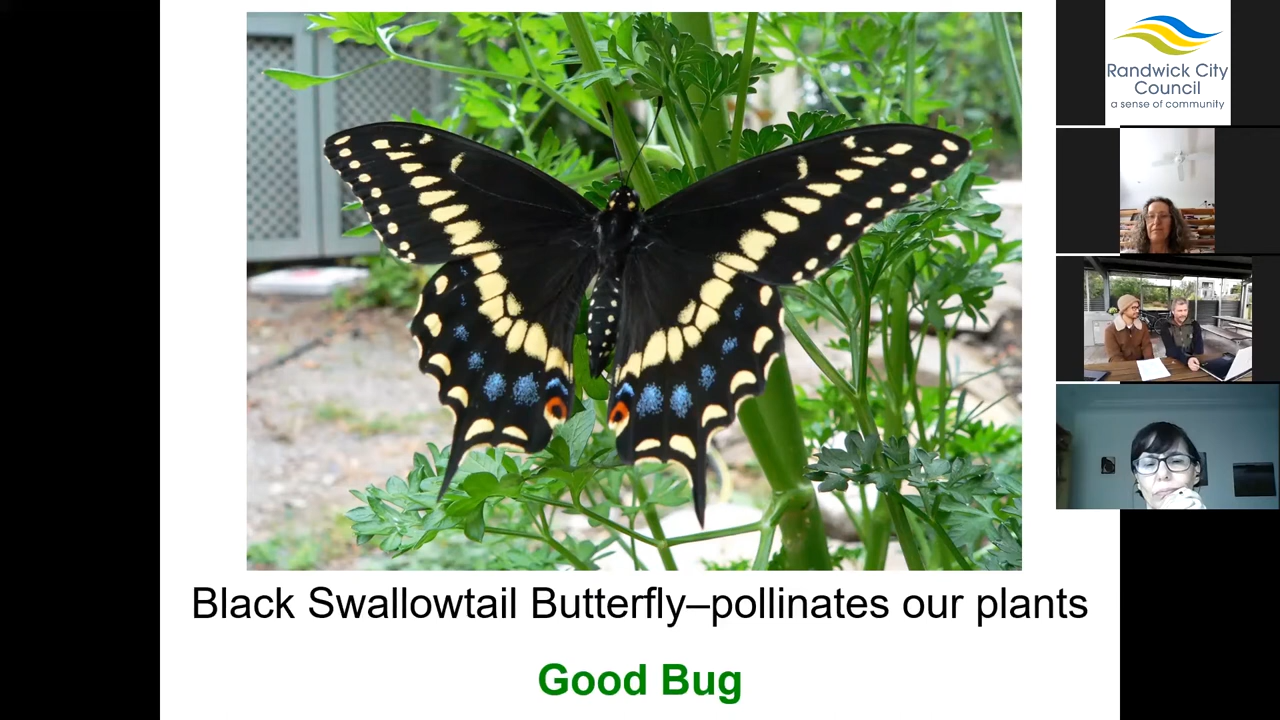 Randwick City
Council
a sense of community
Black Swallowtail Butterfly–pollinates our plants
Good Bug